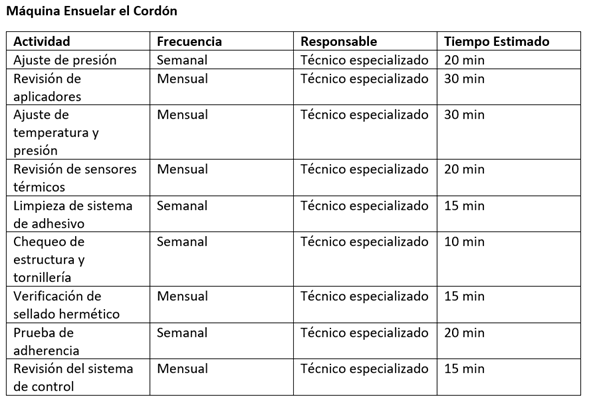 Máquina Ensuelar el Cordón
Actividad Frecuencia Responsable Tiempo Estimado
Ajuste de presión Semanal Técnico especializado 20 min
Revisión de Mensual Técnico especializado 30 min
aplicadores
Ajuste de Mensual Técnico especializado 30 min
temperatura y
presión
Revisión de sensores Mensual Técnico especializado 20 min
térmicos
Limpieza de sistema Semanal Técnico especializado 15 min
de adhesivo
Chequeo de Semanal Técnico especializado 10 min
estructura y
tornillería
Verificación de Mensual Técnico especializado 15 min
sellado hermético
Prueba de Semanal Técnico especializado 20 min
adherencia
Revisión del sistema Mensual Técnico especializado 15 min
de control